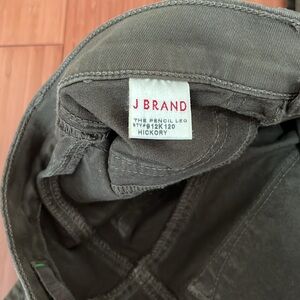 J BRAND
THE PENCIL LEG
STY#912K120
HICKORY